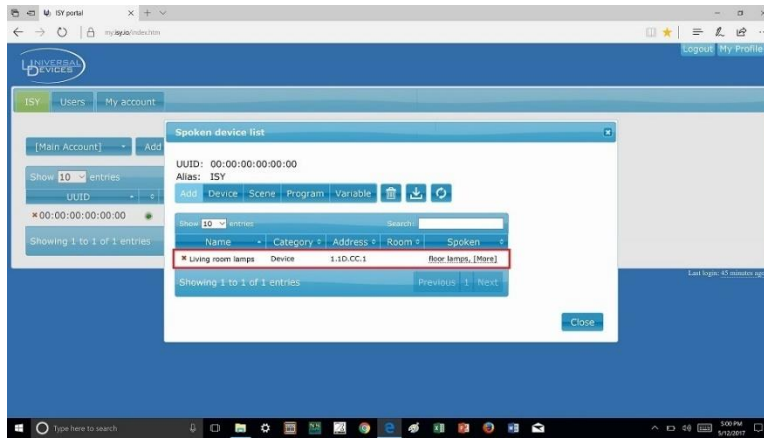 ISY portal
my.isy.io/index.htm
Logout My Profile
UNIVERSAL
DEVICES
ISY Users My account
Spoken device list
[Main Account] Add
UUID: 00:00:00:00:00:00
Alias: ISY
Show 10 entries
Add Device Scene Program Variable
UUID
00:00:00:00:00:00
Show 10 entries Search:
Showing 1 to 1 of 1 entries
Name Category Address Room Spoken
Living room lamps Device 1.1D.CC.1 floor lamps, [More]
Showing 1 to 1 of 1 entries Previous 1 Next
Last login: 45 minutes ago
Close
Type here to search
5:00 PM
5/12/2017